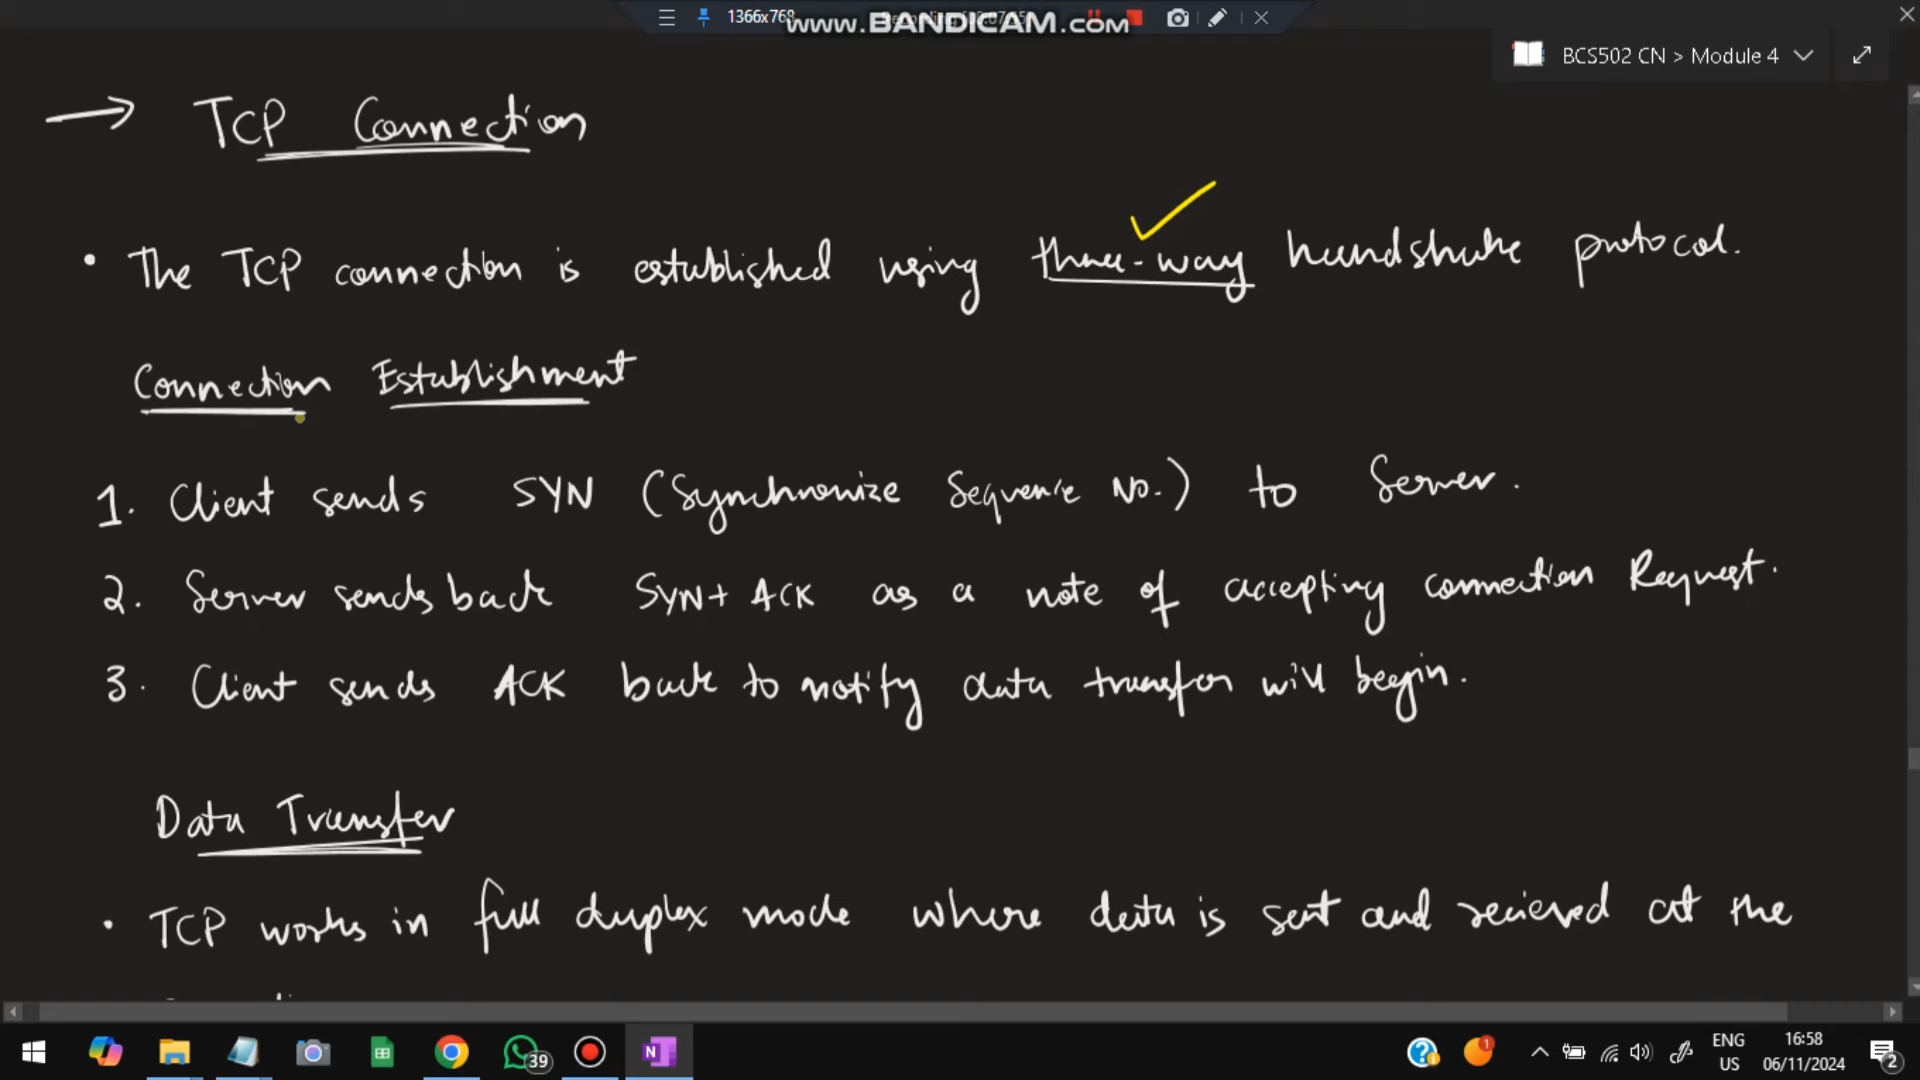 1366x768
www.BANDICAM.com
BCS502 CN > Module 4
→ TCP Connection
• The TCP connection is established using three-way handshake protocol.
Connection Establishment
1. Client sends SYN (Synchronize Sequence No.) to Server.
2. Server sends back SYN+ ACK as a note of accepting connection Request.
3. Client sends ACK back to notify data transfer will begin.
Data Transfer
• TCP works in full duplex mode where data is sent and recieved at the
39
N
1
ENG
US
16:58
06/11/2024
2